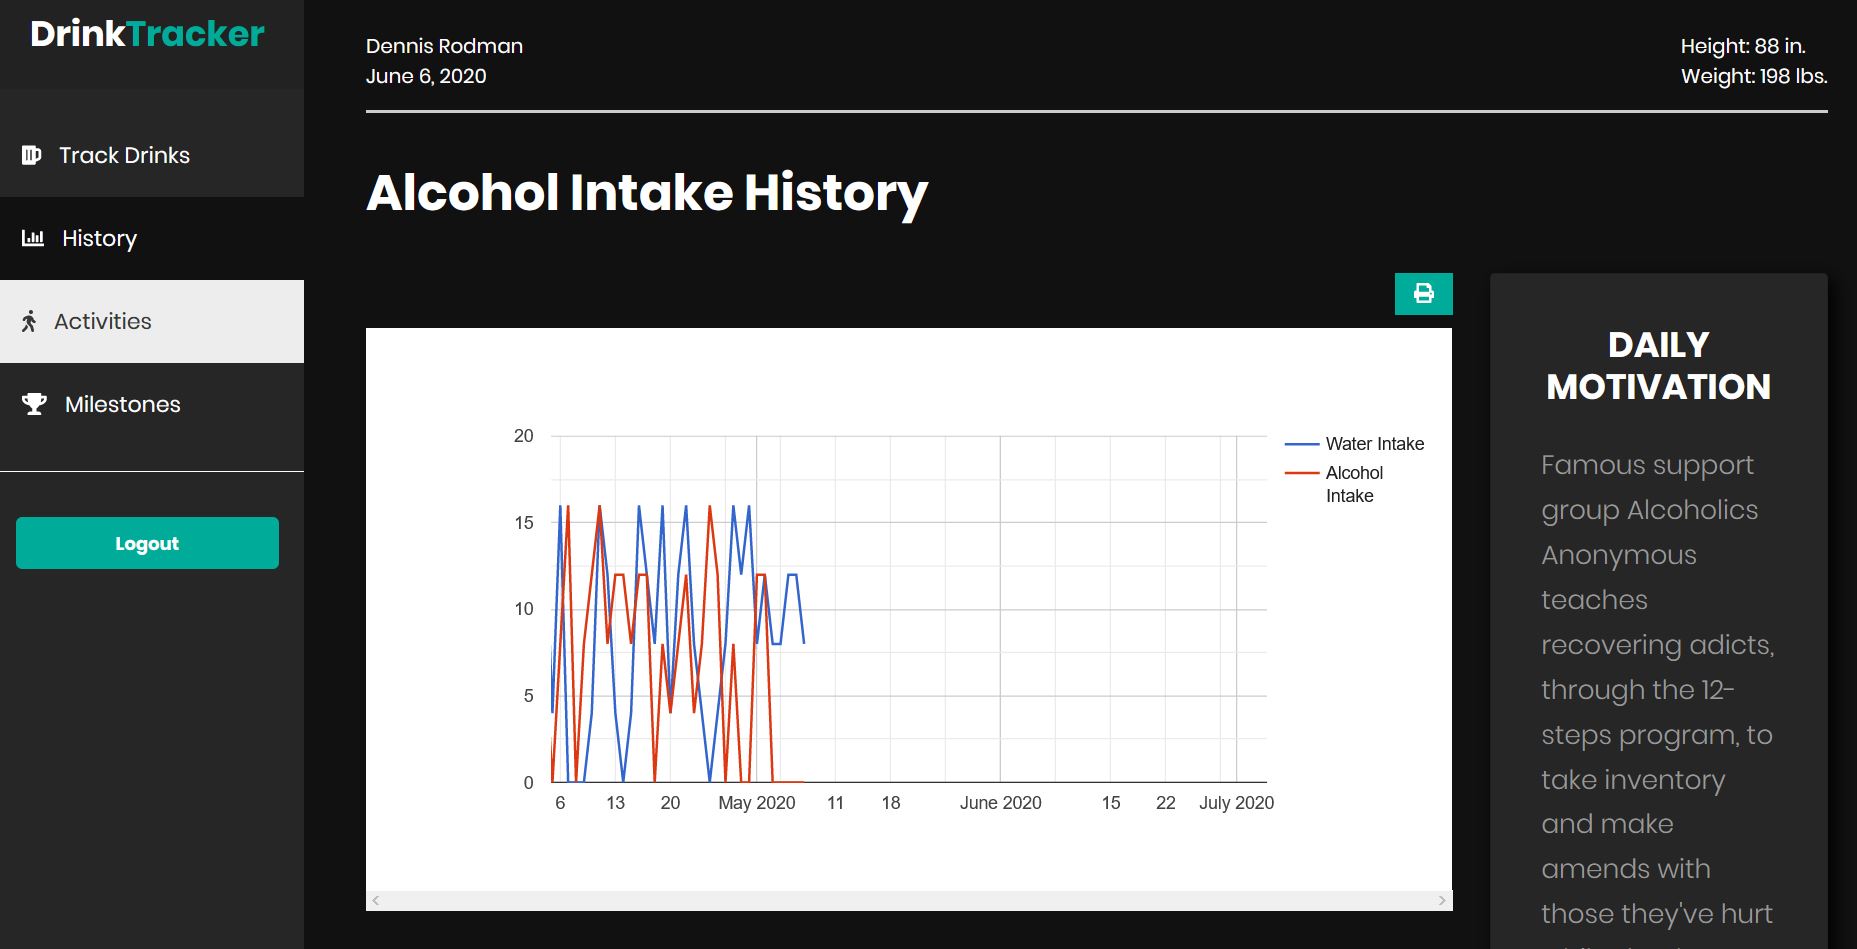 DrinkTracker
Track Drinks
History
Activities
Milestones
Logout
Dennis Rodman
June 6, 2020
Height: 88 in.
Weight: 198 lbs.
Alcohol Intake History
20
15
10
5
0
6 13 20 May 2020 11 18 June 2020 15 22 July 2020
Water Intake
Alcohol
Intake
DAILY
MOTIVATION
Famous support
group Alcoholics
Anonymous
teaches
recovering adicts,
through the 12-
steps program, to
take inventory
and make
amends with
those they've hurt